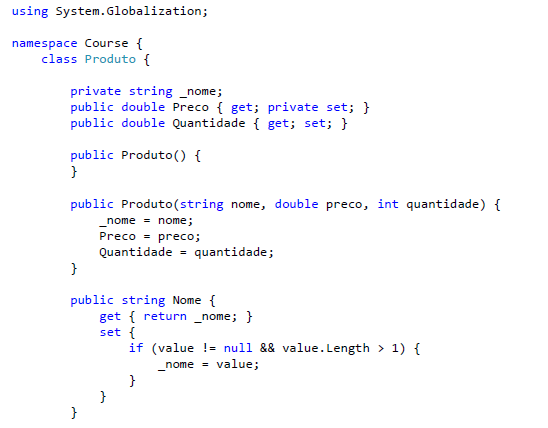 using System.Globalization;
namespace Course {
    class Produto {
        private string _nome;
        public double Preco { get; private set; }
        public double Quantidade { get; set; }
        public Produto() {
        }
        public Produto(string nome, double preco, int quantidade) {
            _nome = nome;
            Preco = preco;
            Quantidade = quantidade;
        }
        public string Nome {
            get { return _nome; }
            set {
                if (value != null && value.Length > 1) {
                    _nome = value;
                }
            }
        }